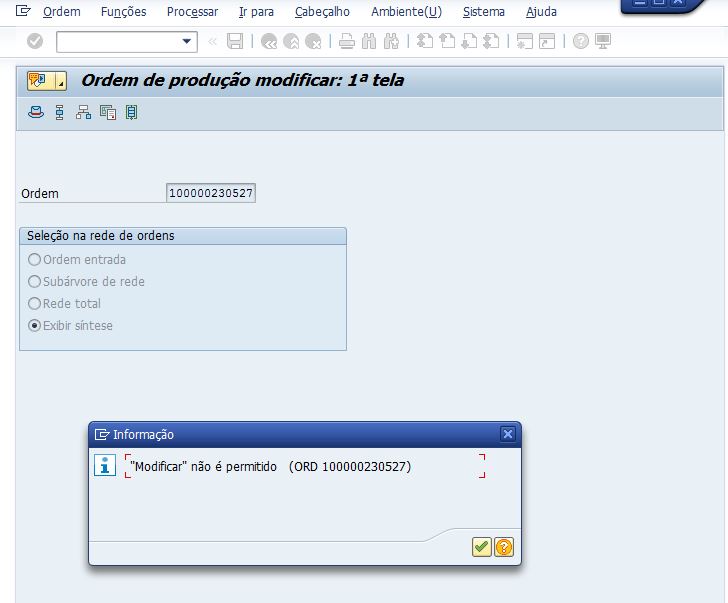 Ordem Funções Processar Ir para Cabeçalho Ambiente(U) Sistema Ajuda
Ordem de produção modificar: 1ª tela
Ordem 100000230527
Seleção na rede de ordens
Ordem entrada
Subárvore de rede
Rede total
Exibir síntese
Informação
"Modificar" não é permitido (ORD 100000230527)